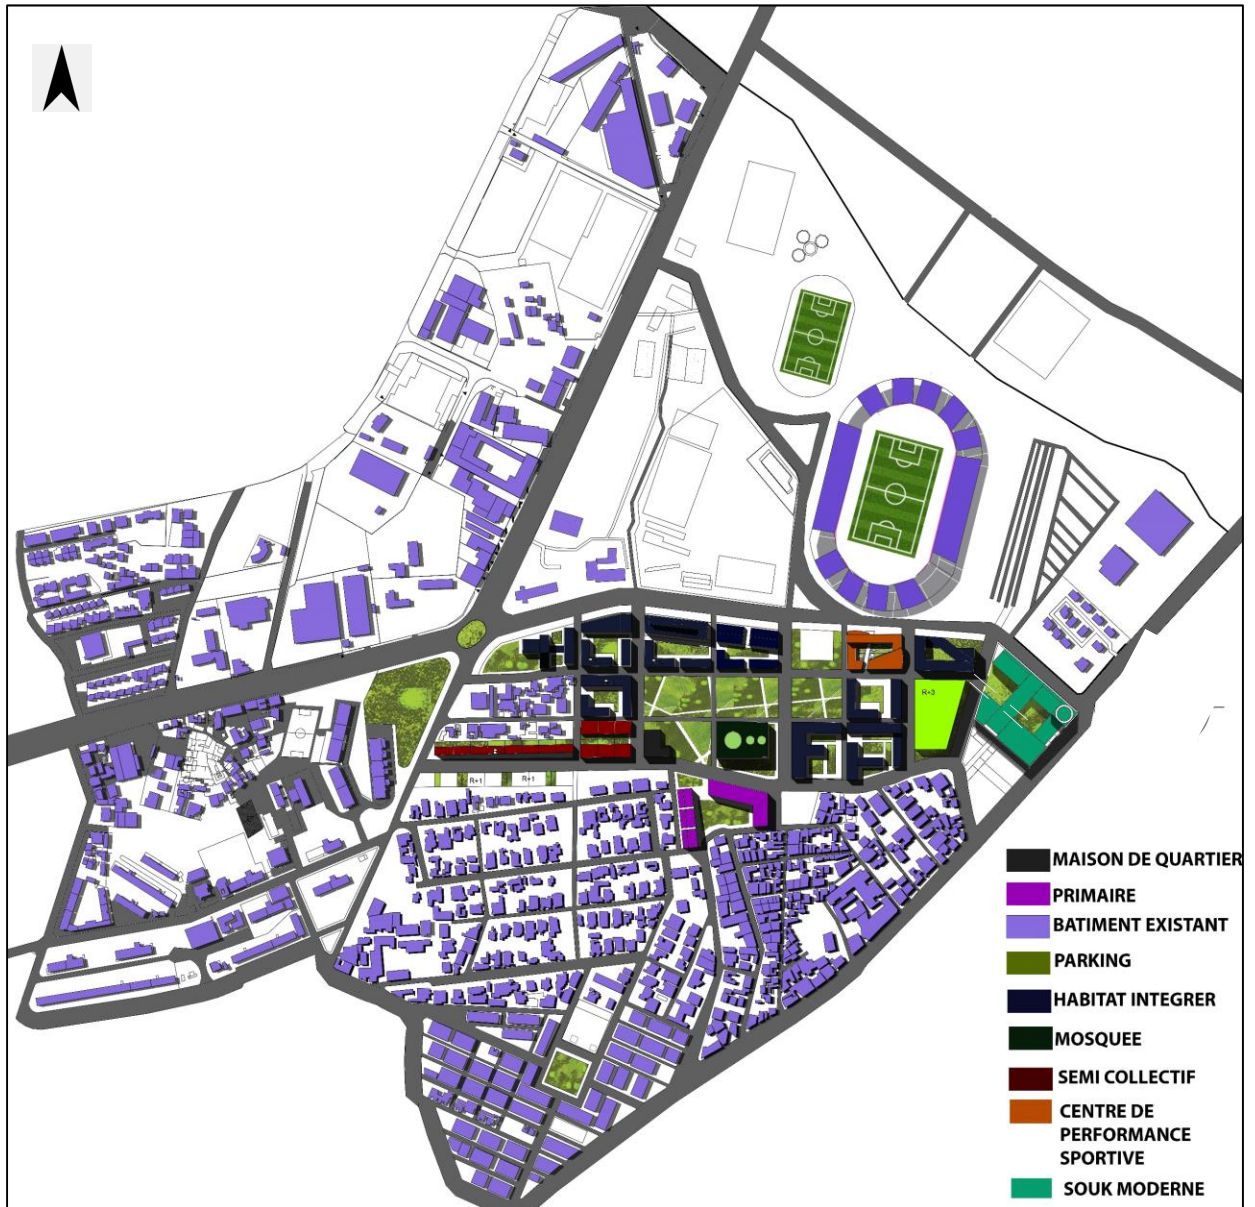 R+3
R+1
R+1
MAISON DE QUARTIER
PRIMAIRE
BATIMENT EXISTANT
PARKING
HABITAT INTEGRER
MOSQUEE
SEMI COLLECTIF
CENTRE DE
PERFORMANCE
SPORTIVE
SOUK MODERNE